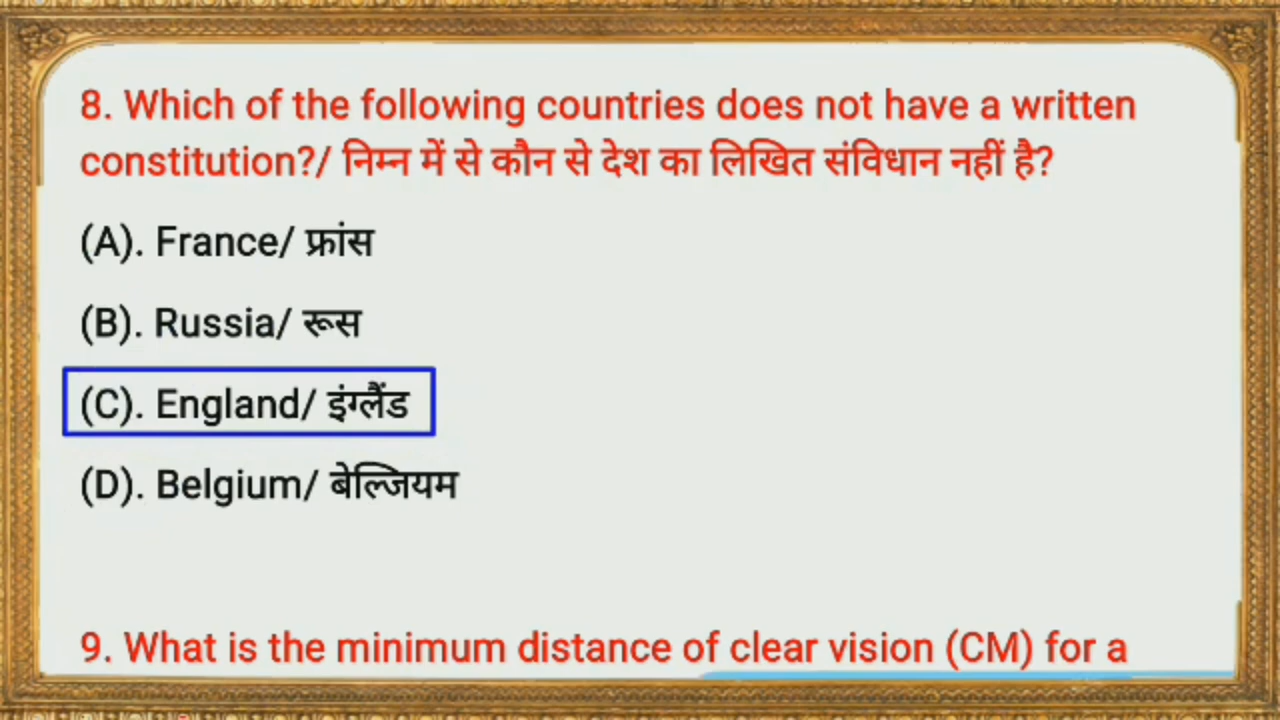 8. Which of the following countries does not have a written
constitution?/ निम्न में से कौन से देश का लिखित संविधान नहीं है?
(A). France/ फ्रांस
(B). Russia/ रूस
(C). England/ इंग्लैंड
(D). Belgium/ बेल्जियम
9. What is the minimum distance of clear vision (CM) for a